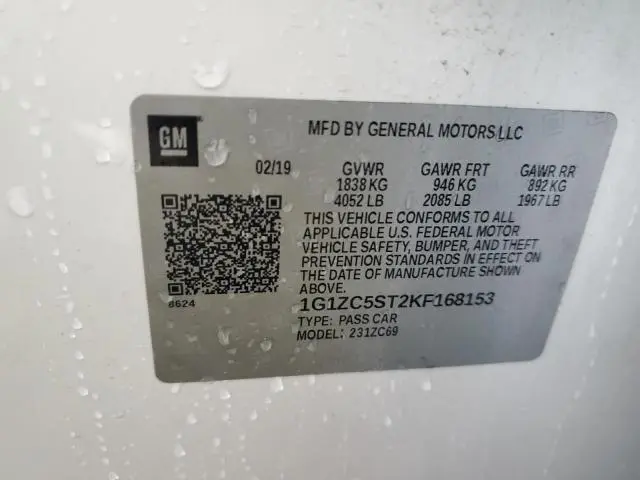 GM
MFD BY GENERAL MOTORS LLC
02/19 GVWR GAWR FRT GAWR RR
1838 KG 946 KG 892 KG
4052 LB 2085 LB 1967 LB
THIS VEHICLE CONFORMS TO ALL
APPLICABLE U.S. FEDERAL MOTOR
VEHICLE SAFETY, BUMPER, AND THEFT
PREVENTION STANDARDS IN EFFECT ON
THE DATE OF MANUFACTURE SHOWN
ABOVE.
8624
1G1ZC5ST2KF168153
TYPE: PASS CAR
MODEL: 231ZC69